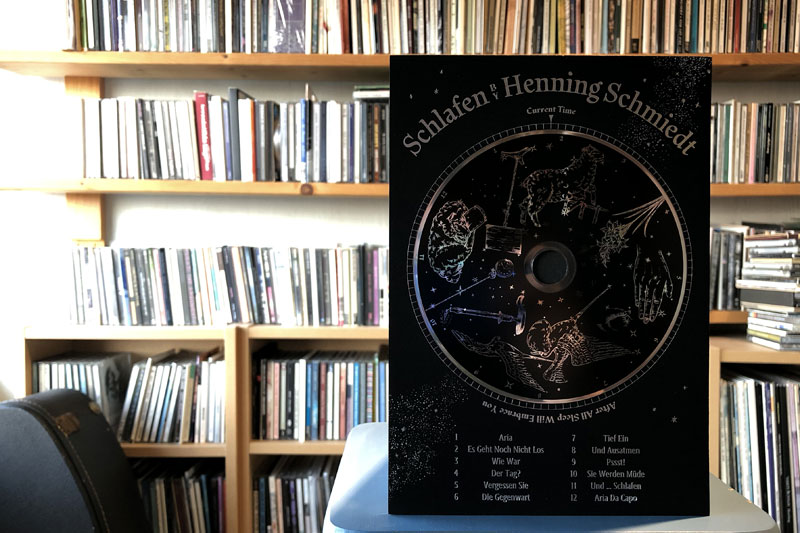 Schlafen BY Henning Schmiedt
Current Time
After All Sleep Will Embrace You
1 Aria
2 Es Geht Noch Nicht Los
3 Wie War
4 Der Tag?
5 Vergessen Sie
6 Die Gegenwart
7 Tief Ein
8 Und Ausatmen
9 Pssst!
10 Sie Werden Müde
11 Und ... Schlafen
12 Aria Da Capo